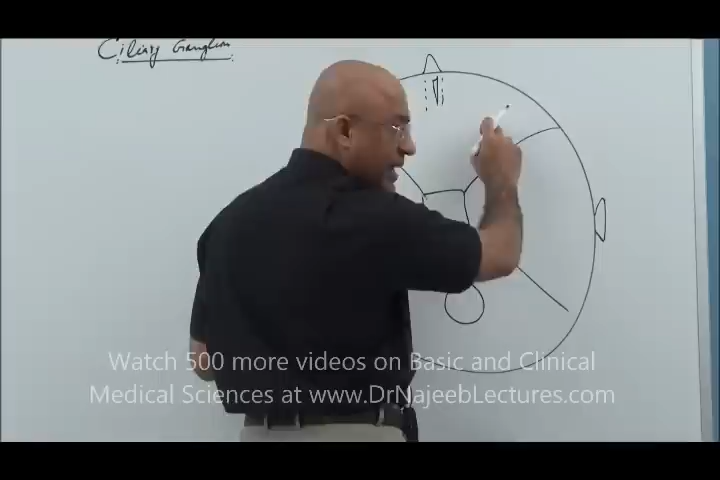 Ciliary Ganglion
Watch 500 more videos on Basic and Clinical
Medical Sciences at www.DrNajeebLectures.com